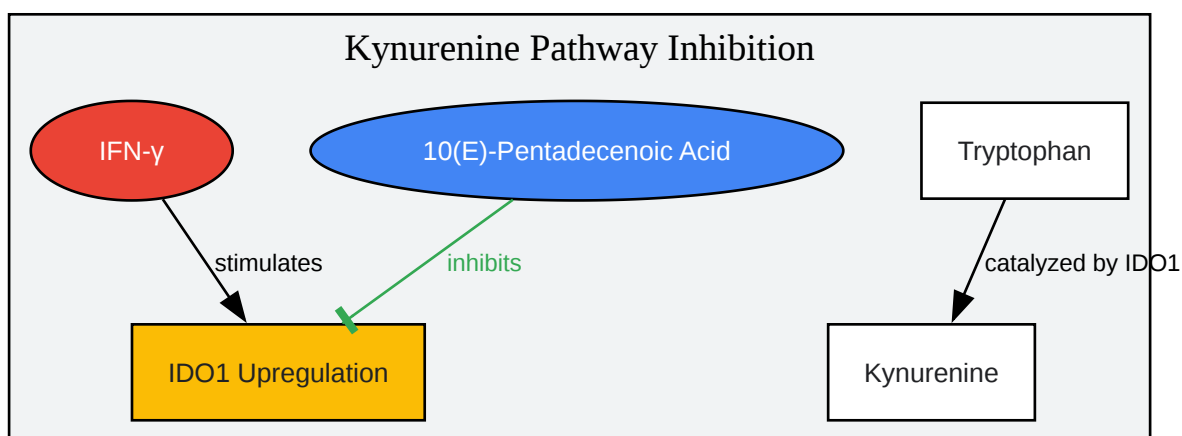 Kynurenine Pathway Inhibition
IFN-γ
10(E)-Pentadecenoic Acid
Tryptophan
stimulates
inhibits
catalyzed by IDO1
IDO1 Upregulation
Kynurenine